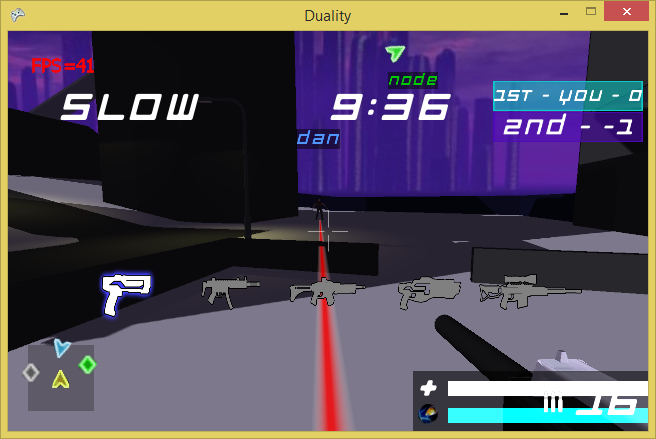 Duality
FPS=41
node
SLOW
9:36
1ST - YOU - 0
2ND - -1
dan
16